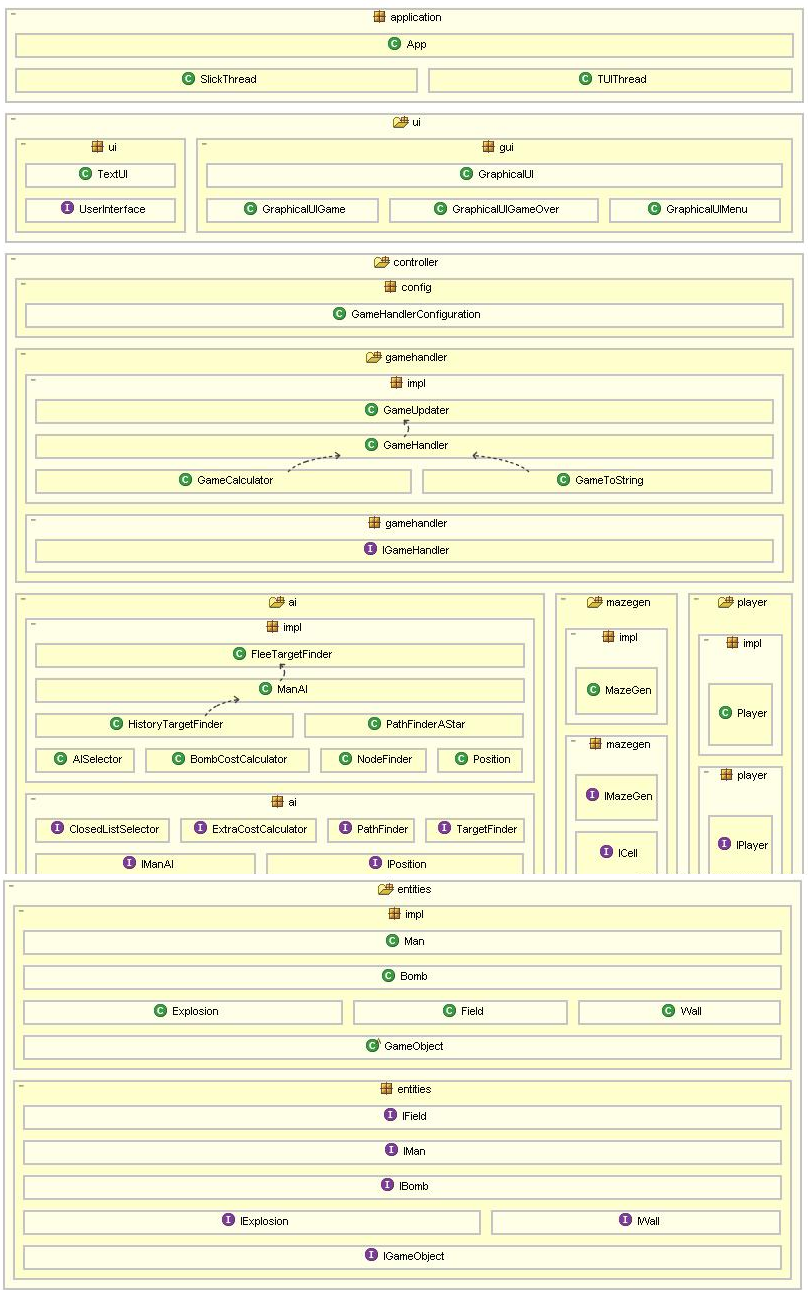 application
App
SlickThread TUIThread
ui
ui gui
TextUI GraphicalUI
UserInterface GraphicalUIGame GraphicalUIGameOver GraphicalUIMenu
controller
config
GameHandlerConfiguration
gamehandler
impl
GameUpdater
GameHandler
GameCalculator GameToString
gamehandler
IGameHandler
ai mazegen player
impl impl impl
FleeTargetFinder
ManAI MazeGen Player
HistoryTargetFinder PathFinderAStar
AISelector BombCostCalculator NodeFinder Position mazegen player
ai IMazeGen
ClosedListSelector ExtraCostCalculator PathFinder TargetFinder IPlayer
IManAI IPosition ICell
entities
impl
Man
Bomb
Explosion Field Wall
GameObject
entities
IField
IMan
IBomb
IExplosion IWall
IGameObject